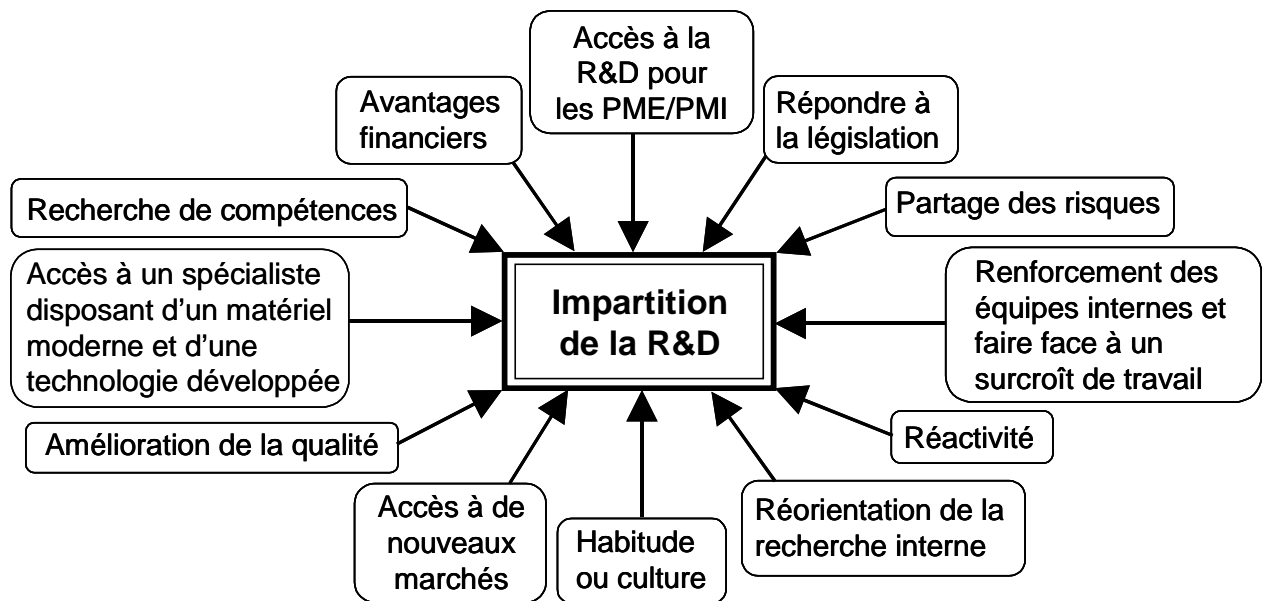 Accès à la
R&D pour
les PME/PMI
Avantages
financiers
Répondre à
la législation
Recherche de compétences
Partage des risques
Accès à un spécialiste
disposant d’un matériel
moderne et d’une
technologie développée
Impartition
de la R&D
Renforcement des
équipes internes et
faire face à un
surcroît de travail
Amélioration de la qualité
Réactivité
Accès à de
nouveaux
marchés
Habitude
ou culture
Réorientation de la
recherche interne